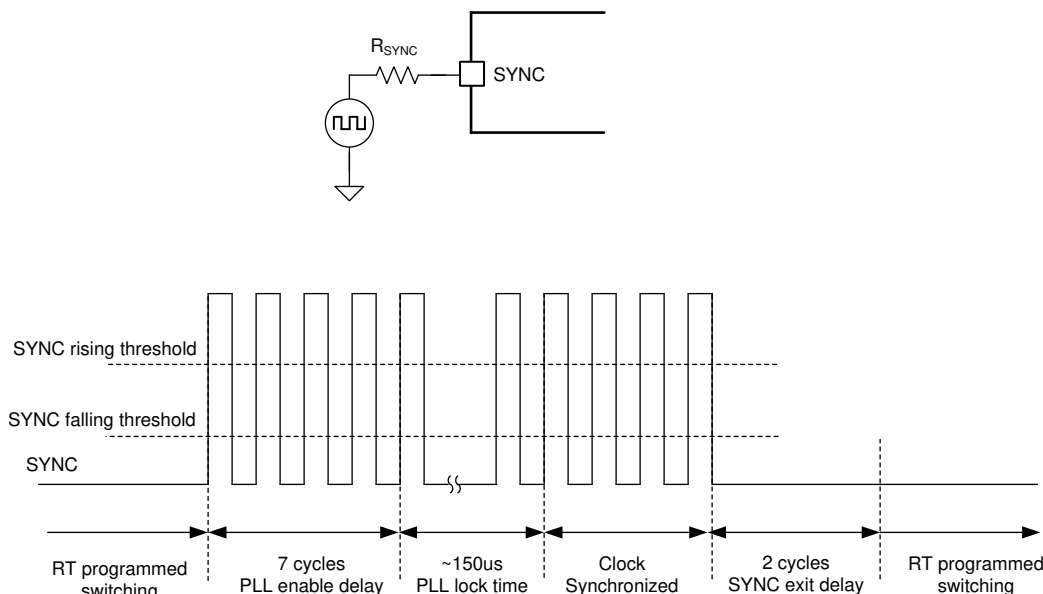 RSYNC
SYNC
SYNC rising threshold
SYNC falling threshold
SYNC
RT programmed
switching
7 cycles
PLL enable delay
~150us
PLL lock time
Clock
Synchronized
2 cycles
SYNC exit delay
RT programmed
switching